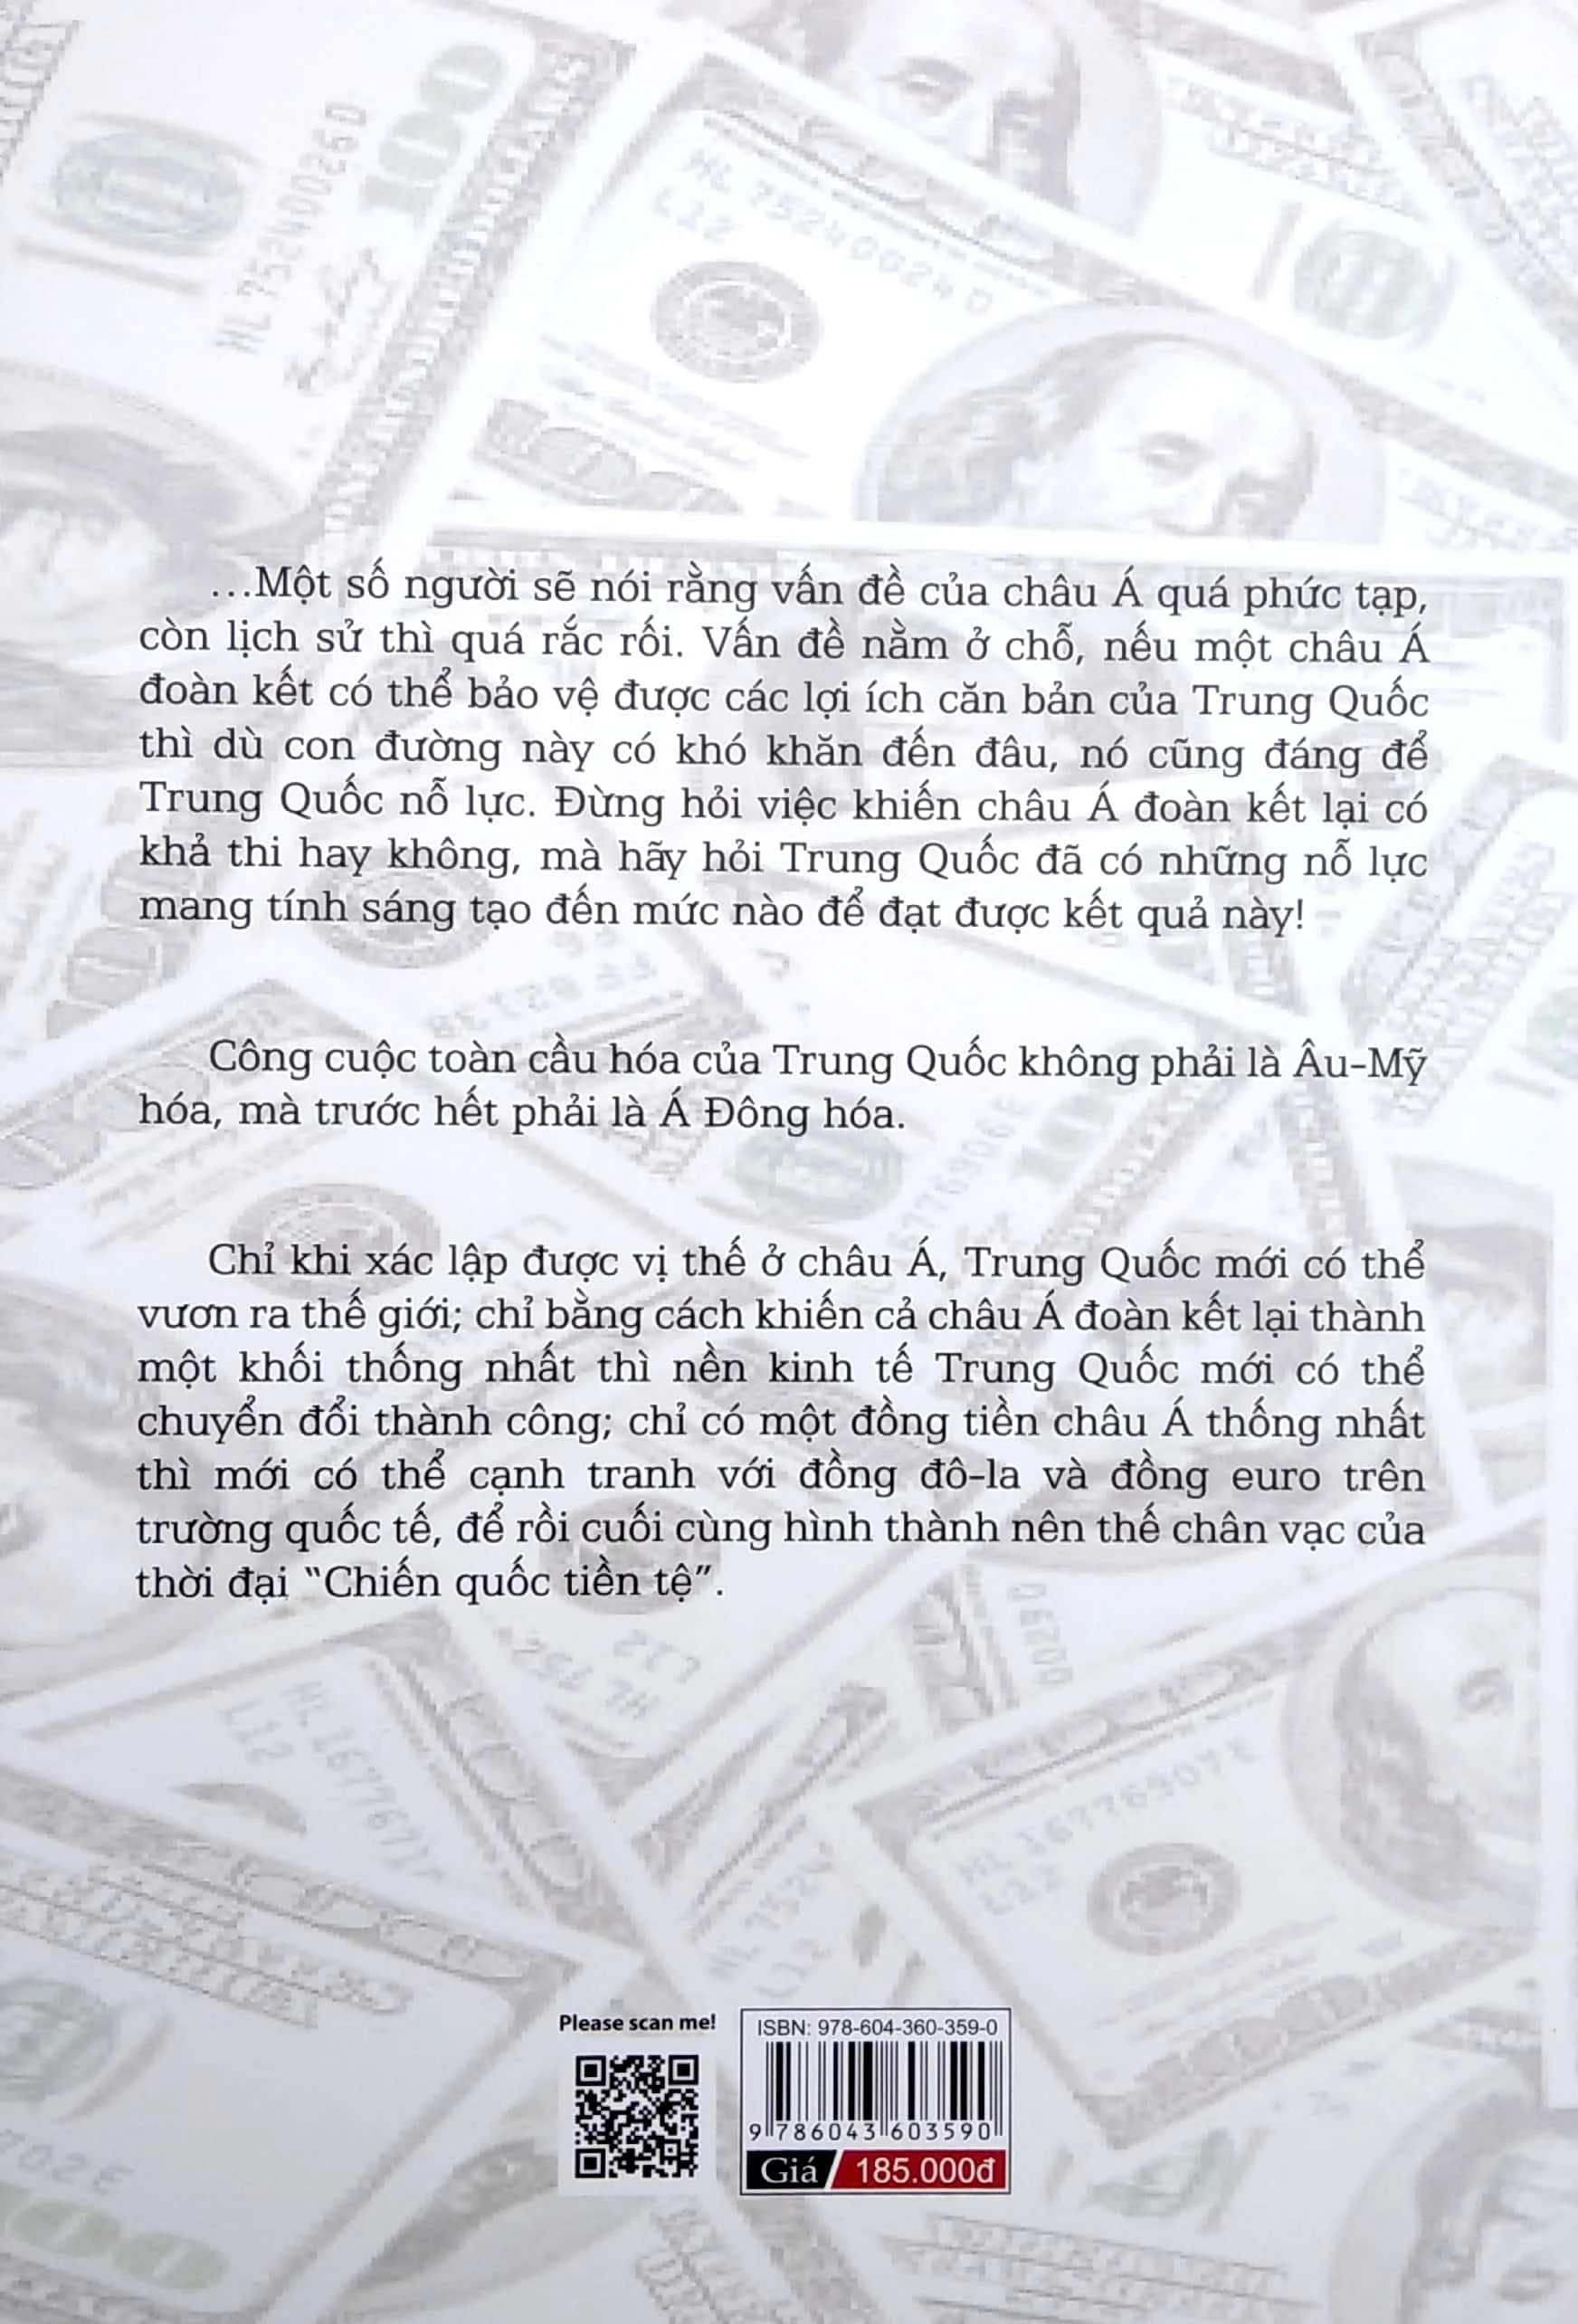 ...Một số người sẽ nói rằng vấn đề của châu Á quá phức tạp,
còn lịch sử thì quá rắc rối. Vấn đề nằm ở chỗ, nếu một châu Á
đoàn kết có thể bảo vệ được các lợi ích căn bản của Trung Quốc
thì dù con đường này có khó khăn đến đâu, nó cũng đáng để
Trung Quốc nỗ lực. Đừng hỏi việc khiến châu Á đoàn kết lại có
khả thi hay không, mà hãy hỏi Trung Quốc đã có những nỗ lực
mang tính sáng tạo đến mức nào để đạt được kết quả này!
Công cuộc toàn cầu hóa của Trung Quốc không phải là Âu-Mỹ
hóa, mà trước hết phải là Á Đông hóa.
Chỉ khi xác lập được vị thế ở châu Á, Trung Quốc mới có thể
vươn ra thế giới; chỉ bằng cách khiến cả châu Á đoàn kết lại thành
một khối thống nhất thì nền kinh tế Trung Quốc mới có thể
chuyển đổi thành công; chỉ có một đồng tiền châu Á thống nhất
thì mới có thể cạnh tranh với đồng đô-la và đồng euro trên
trường quốc tế, để rồi cuối cùng hình thành nên thế chân vạc của
thời đại “Chiến quốc tiền tệ”.
Please scan me!
ISBN: 978-604-360-359-0
9 786043 603590
Giá 185.000đ